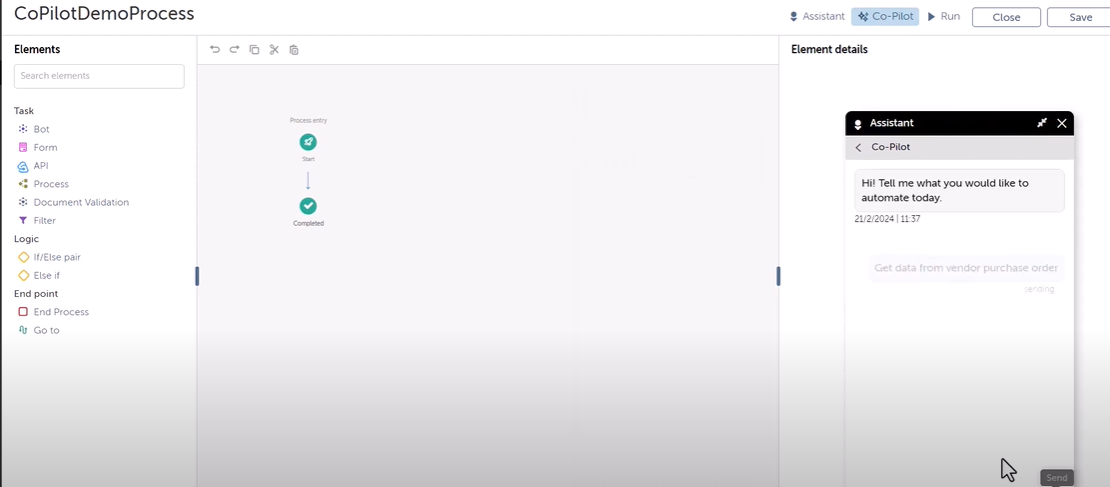 CoPilotDemoProcess
Assistant
Co-Pilot
Run
Close
Save
Elements
Search elements
Task
Bot
Form
API
Process
Document Validation
Filter
Logic
If/Else pair
Else if
End point
End Process
Go to
Process entry
Start
Completed
Element details
Assistant
Co-Pilot
Hi! Tell me what you would like to
automate today.
21/2/2024 | 11:37
Get data from vendor purchase order
sending
Send